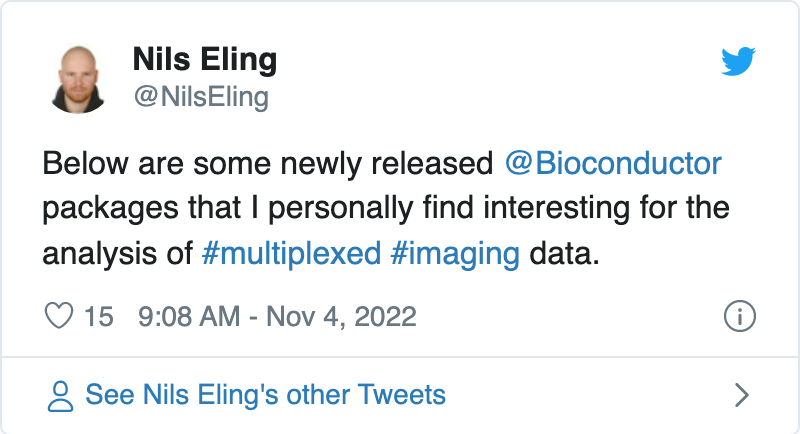 Nils Eling
@NilsEling
Below are some newly released @Bioconductor
packages that I personally find interesting for the
analysis of #multiplexed #imaging data.
15 9:08 AM - Nov 4, 2022
See Nils Eling's other Tweets